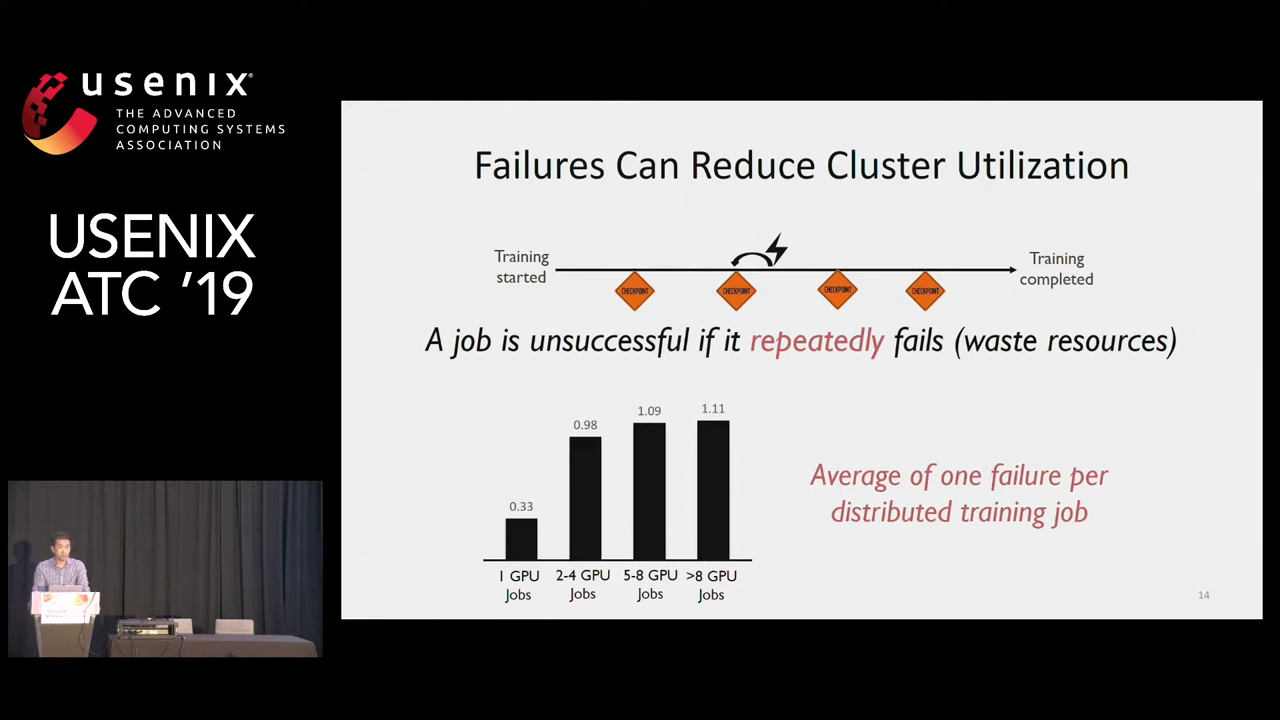 usenix
THE ADVANCED
COMPUTING SYSTEMS
ASSOCIATION
USENIX
ATC '19
Failures Can Reduce Cluster Utilization
Training
started
Training
completed
CHECKPOINT
CHECKPOINT
CHECKPOINT
CHECKPOINT
A job is unsuccessful if it repeatedly fails (waste resources)
0.33
0.98
1.09
1.11
1 GPU
Jobs
2-4 GPU
Jobs
5-8 GPU
Jobs
>8 GPU
Jobs
Average of one failure per
distributed training job
14